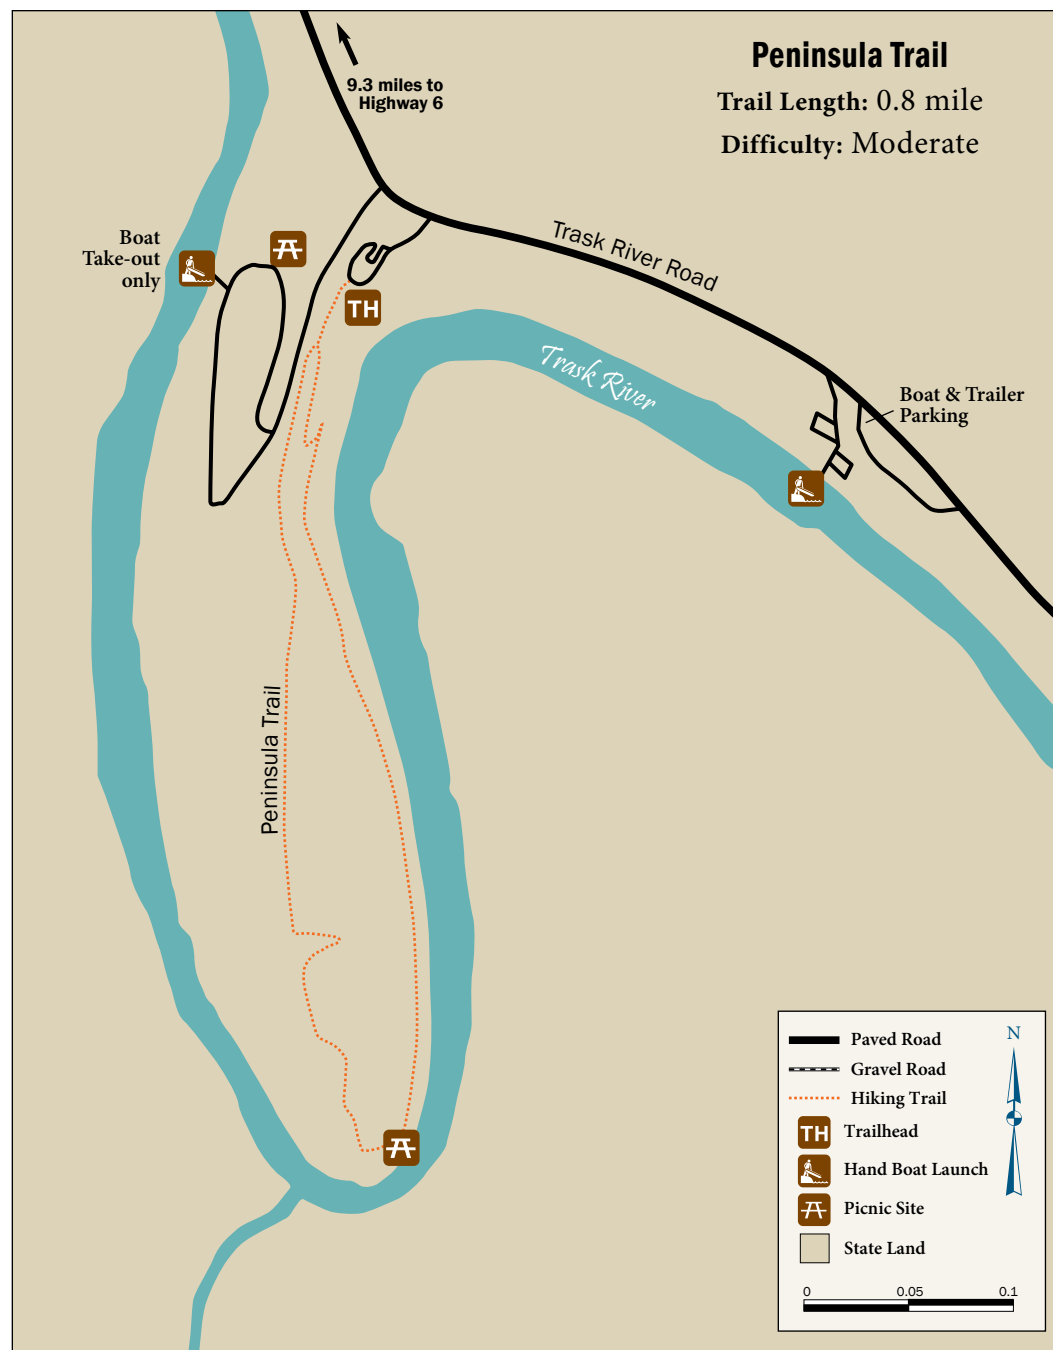 Peninsula Trail
Trail Length: 0.8 mile
Difficulty: Moderate
9.3 miles to
Highway 6
Boat
Take-out
only
TH
Trask River Road
Trask River
Boat & Trailer
Parking
Peninsula Trail
N
Paved Road
Gravel Road
Hiking Trail
TH Trailhead
Hand Boat Launch
Picnic Site
State Land
0 0.05 0.1